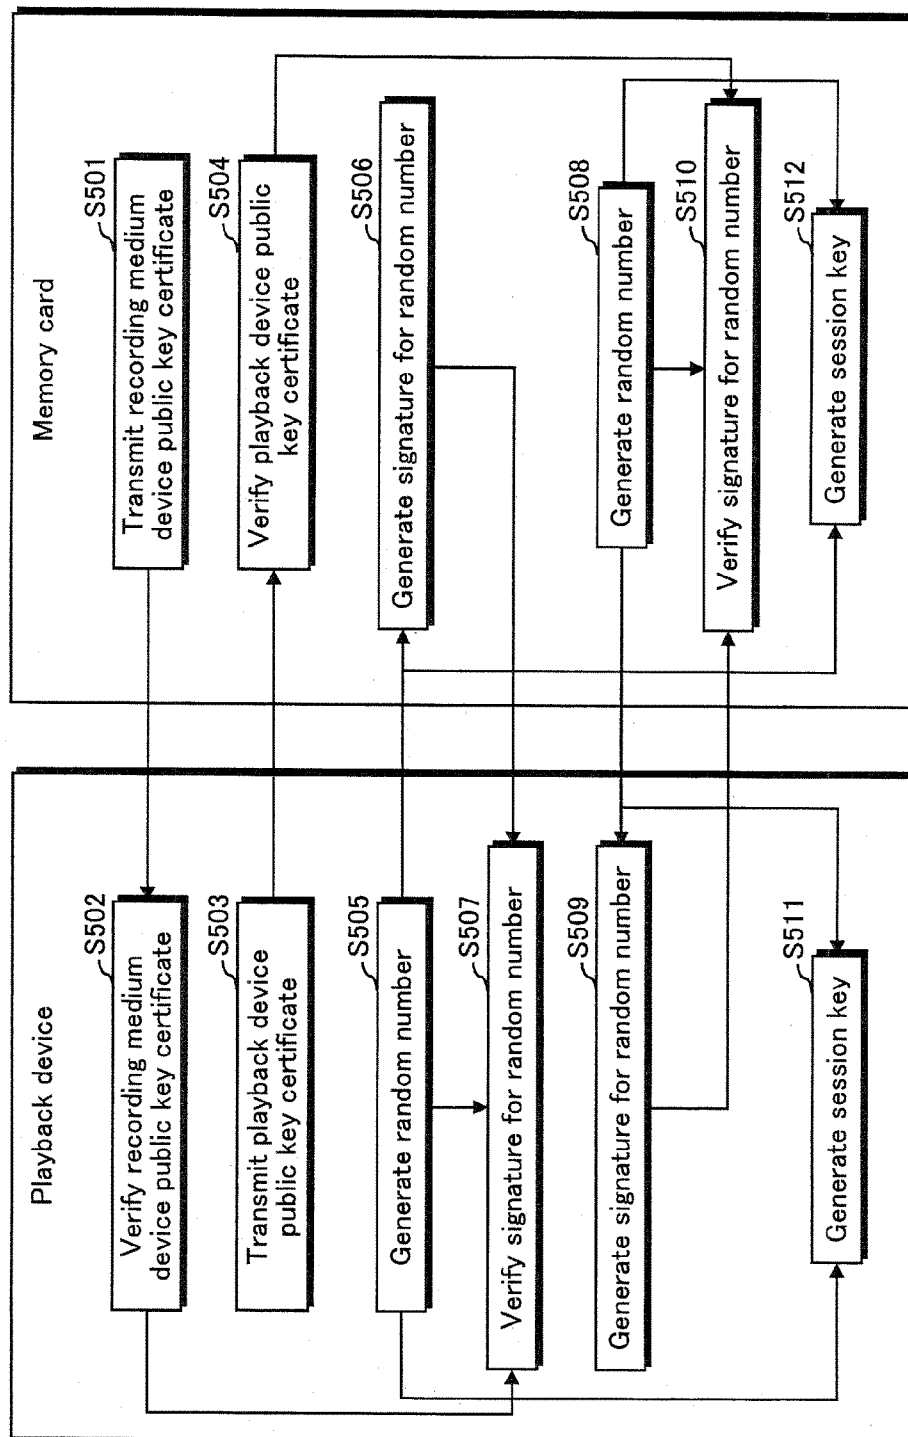 Playback device
Memory card
S501
Transmit recording medium
device public key certificate
S502
Verify recording medium
device public key certificate
S503
Transmit playback device
public key certificate
S504
Verify playback device public
key certificate
S505
Generate random number
S506
Generate signature for random number
S507
Verify signature for random number
S508
Generate random number
S509
Generate signature for random number
S510
Verify signature for random number
S511
Generate session key
S512
Generate session key